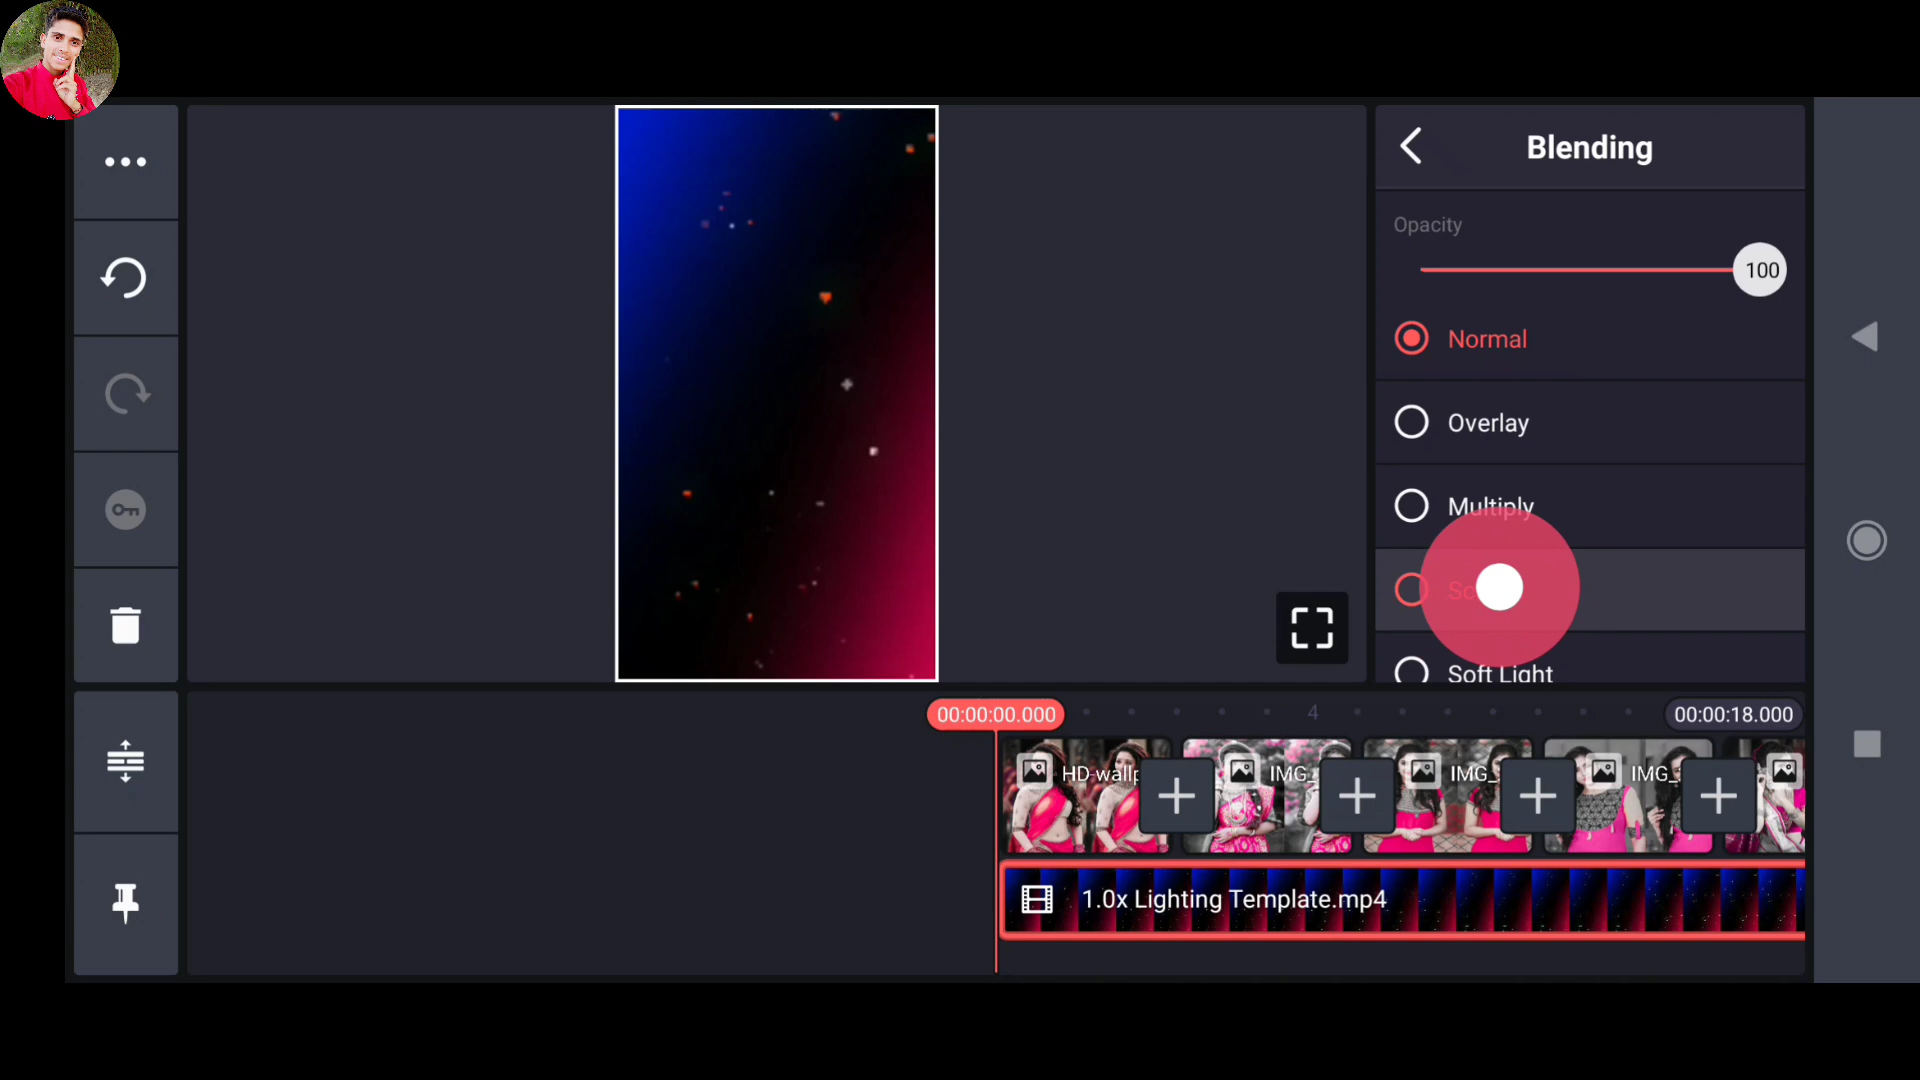 Blending
Opacity
100
Normal
Overlay
Multiply
Soft Light
00:00:00.000
4
00:00:18.000
HD wallp
IMG_
IMG_
IMG_
1.0x Lighting Template.mp4